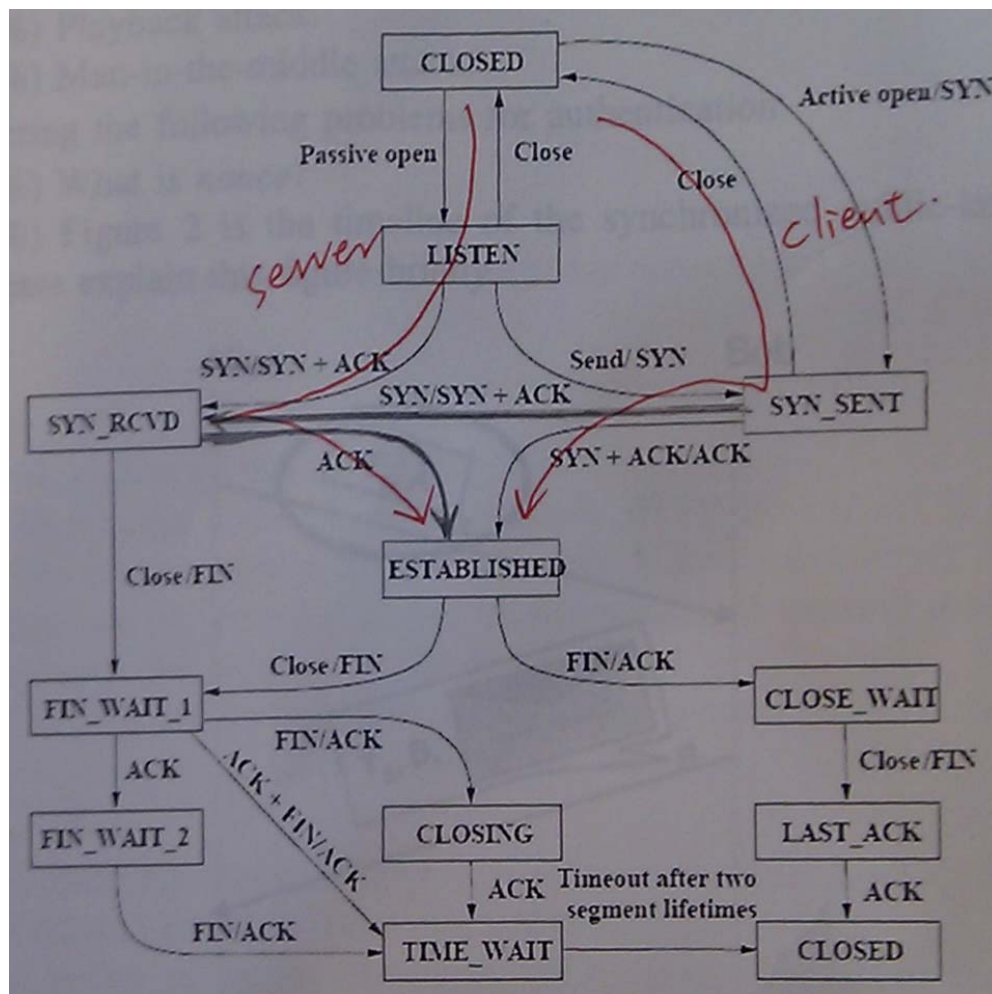 CLOSED
Active open/SYN
Passive open
Close
Close
client.
server
LISTEN
SYN/SYN + ACK
Send/ SYN
SYN/SYN + ACK
SYN_RCVD
SYN_SENT
ACK
SYN + ACK/ACK
ESTABLISHED
Close/FIN
Close/FIN
FIN/ACK
FIN_WAIT_1
CLOSE_WAIT
FIN/ACK
ACK
ACK + FIN/ACK
Close/FIN
FIN_WAIT_2
CLOSING
LAST_ACK
ACK
Timeout after two
segment lifetimes
ACK
FIN/ACK
TIME_WAIT
CLOSED